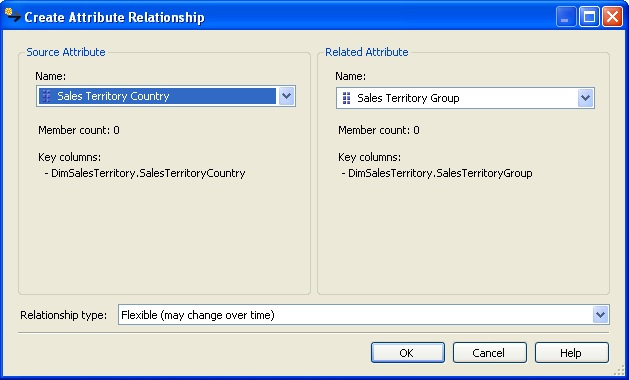 Create Attribute Relationship
Source Attribute
Name:
Sales Territory Country
Member count: 0
Key columns:
- DimSalesTerritory.SalesTerritoryCountry
Related Attribute
Name:
Sales Territory Group
Member count: 0
Key columns:
- DimSalesTerritory.SalesTerritoryGroup
Relationship type: Flexible (may change over time)
OK Cancel Help